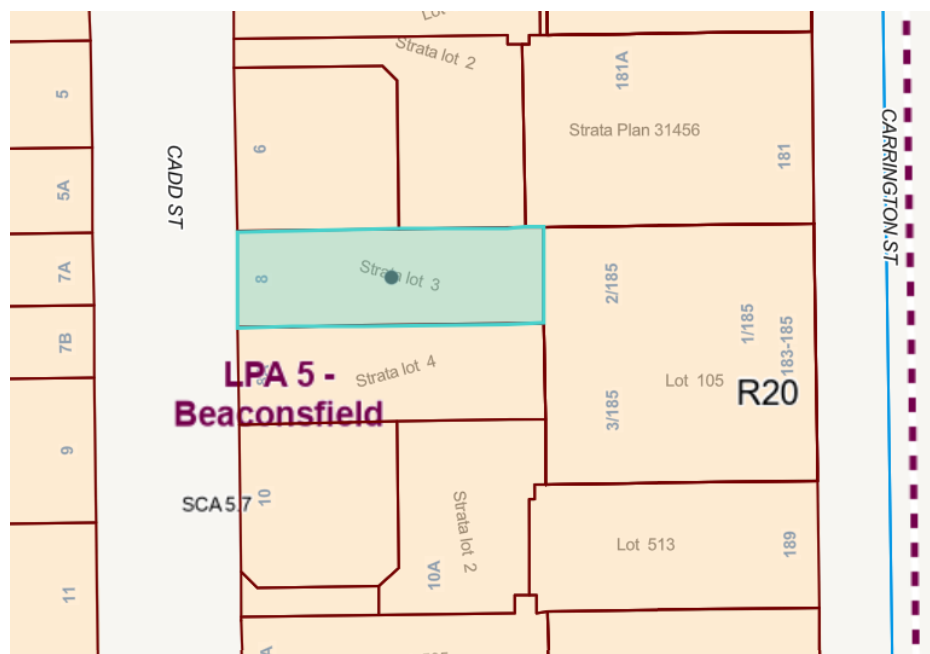 Strata lot 2
5
181A
Strata Plan 31456
CARRINGTON ST
6
181
CADD ST
5A
7A
8
Strata lot 3
2/185
7B
1/185
183-185
LPA 5 -
Beaconsfield
Strata lot 4
Lot 105
R20
3/185
9
SCA 5.7
10
Strata lot 2
Lot 513
189
10A
11